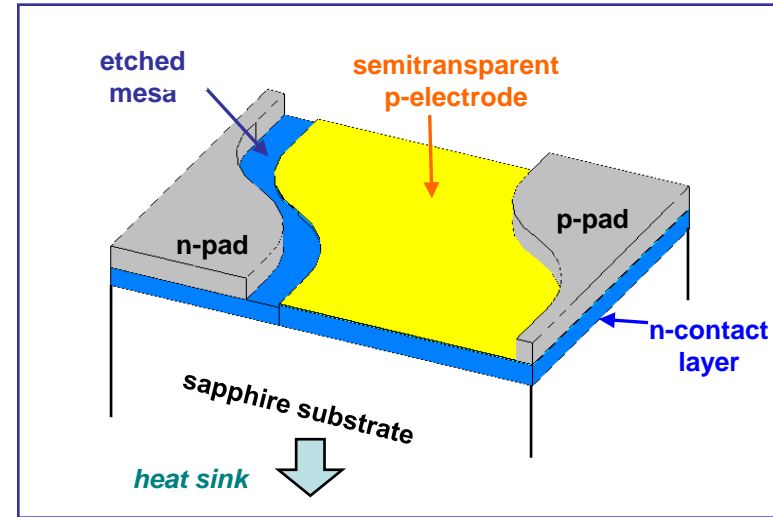 etched
mesa
semitransparent
p-electrode
n-pad
p-pad
n-contact
layer
sapphire substrate
heat sink